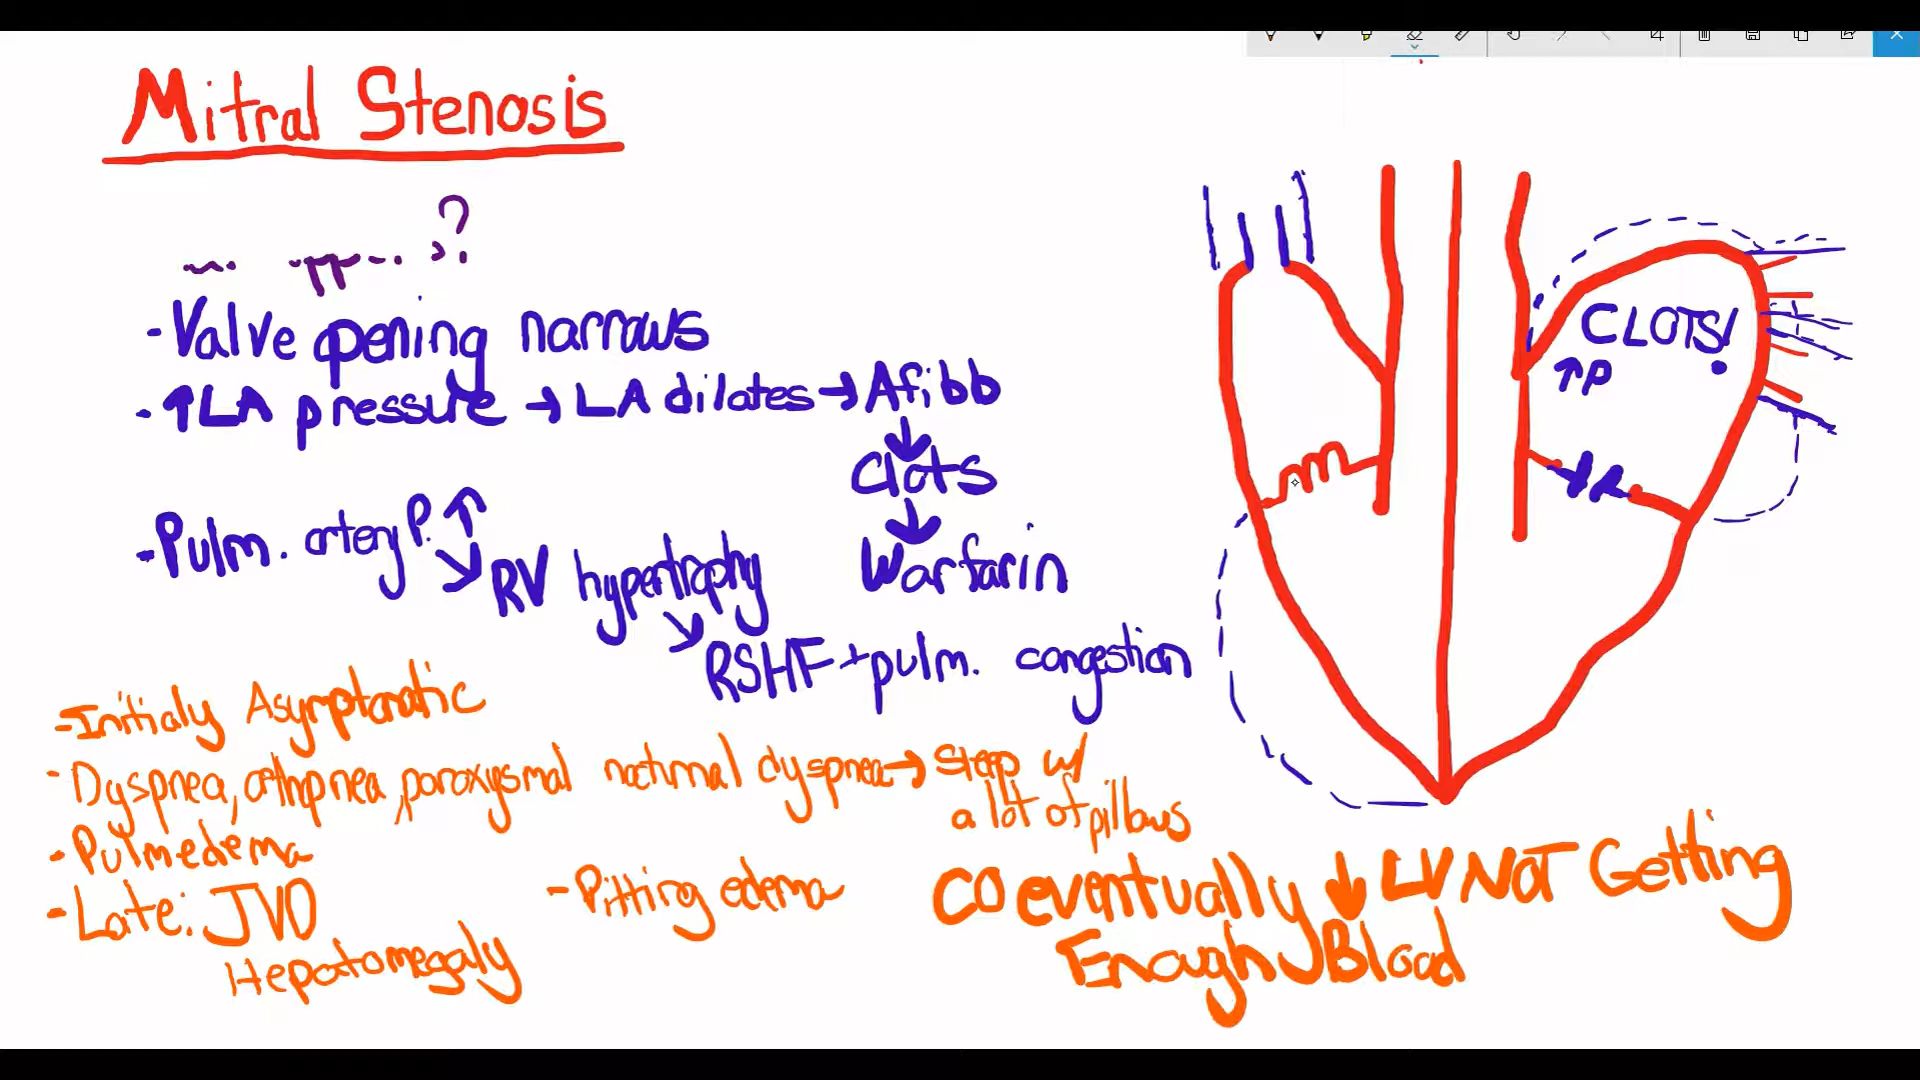 Mitral Stenosis
?
- Valve opening narrows
- ↑ LA pressure → LA dilates → Afibb
↓
Clots
↓
Warfarin
- Pulm. artery P. ↑
↘ RV hypertrophy
↘ RSHF + pulm. congestion
- Initialy Asymptomatic
- Dyspnea, orthopnea, paroxysmal nocturnal dyspnea → Sleep w/
a lot of pillows
- Pulm edema
- Late: JVD
Hepatomegaly
- Pitting edema
CO eventually ↓ LV NOT Getting
Enough Blood
CLOTS!
↑P